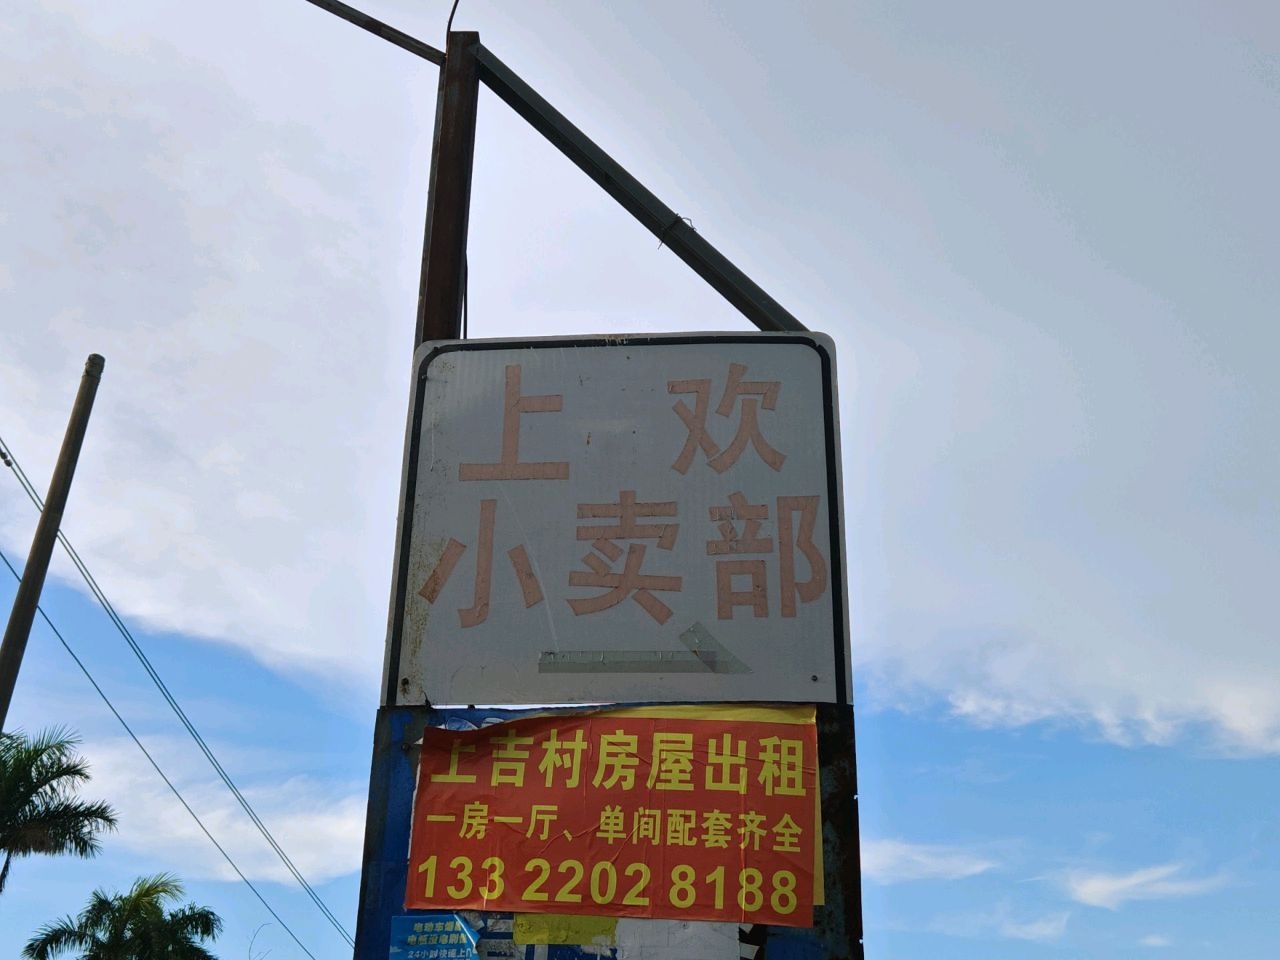 上 欢
小卖部
上吉村房屋出租
一房一厅、单间配套齐全
133 2202 8188